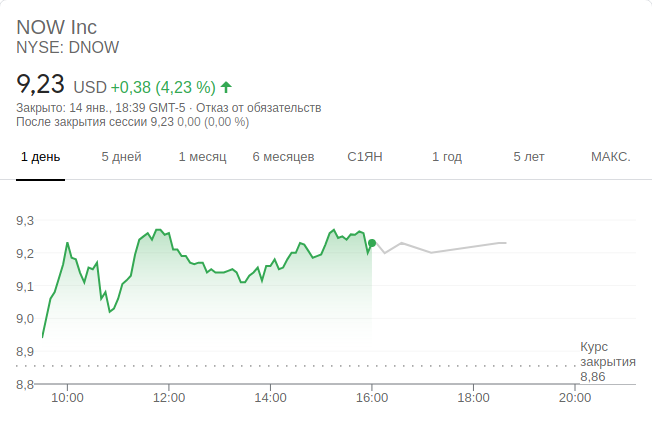 NOW Inc
NYSE: DNOW
9,23 USD +0,38 (4,23 %)
Закрыто: 14 янв., 18:39 GMT-5 · Отказ от обязательств
После закрытия сессии 9,23 0,00 (0,00 %)
1 день 5 дней 1 месяц 6 месяцев С1ЯН 1 год 5 лет МАКС.
9,3
9,2
9,1
9,0
8,9
Курс
закрытия
8,86
8,8
10:00 12:00 14:00 16:00 18:00 20:00